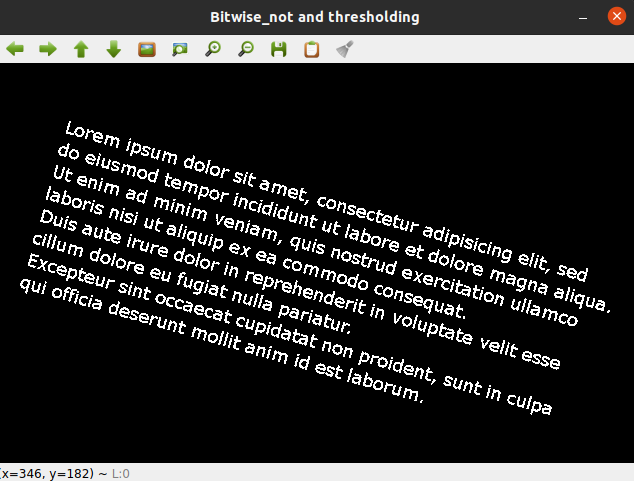 Bitwise_not and thresholding
Lorem ipsum dolor sit amet, consectetur adipisicing elit, sed
do eiusmod tempor incididunt ut labore et dolore magna aliqua.
Ut enim ad minim veniam, quis nostrud exercitation ullamco
laboris nisi ut aliquip ex ea commodo consequat.
Duis aute irure dolor in reprehenderit in voluptate velit esse
cillum dolore eu fugiat nulla pariatur.
Excepteur sint occaecat cupidatat non proident, sunt in culpa
qui officia deserunt mollit anim id est laborum.
(x=346, y=182) ~ L:0